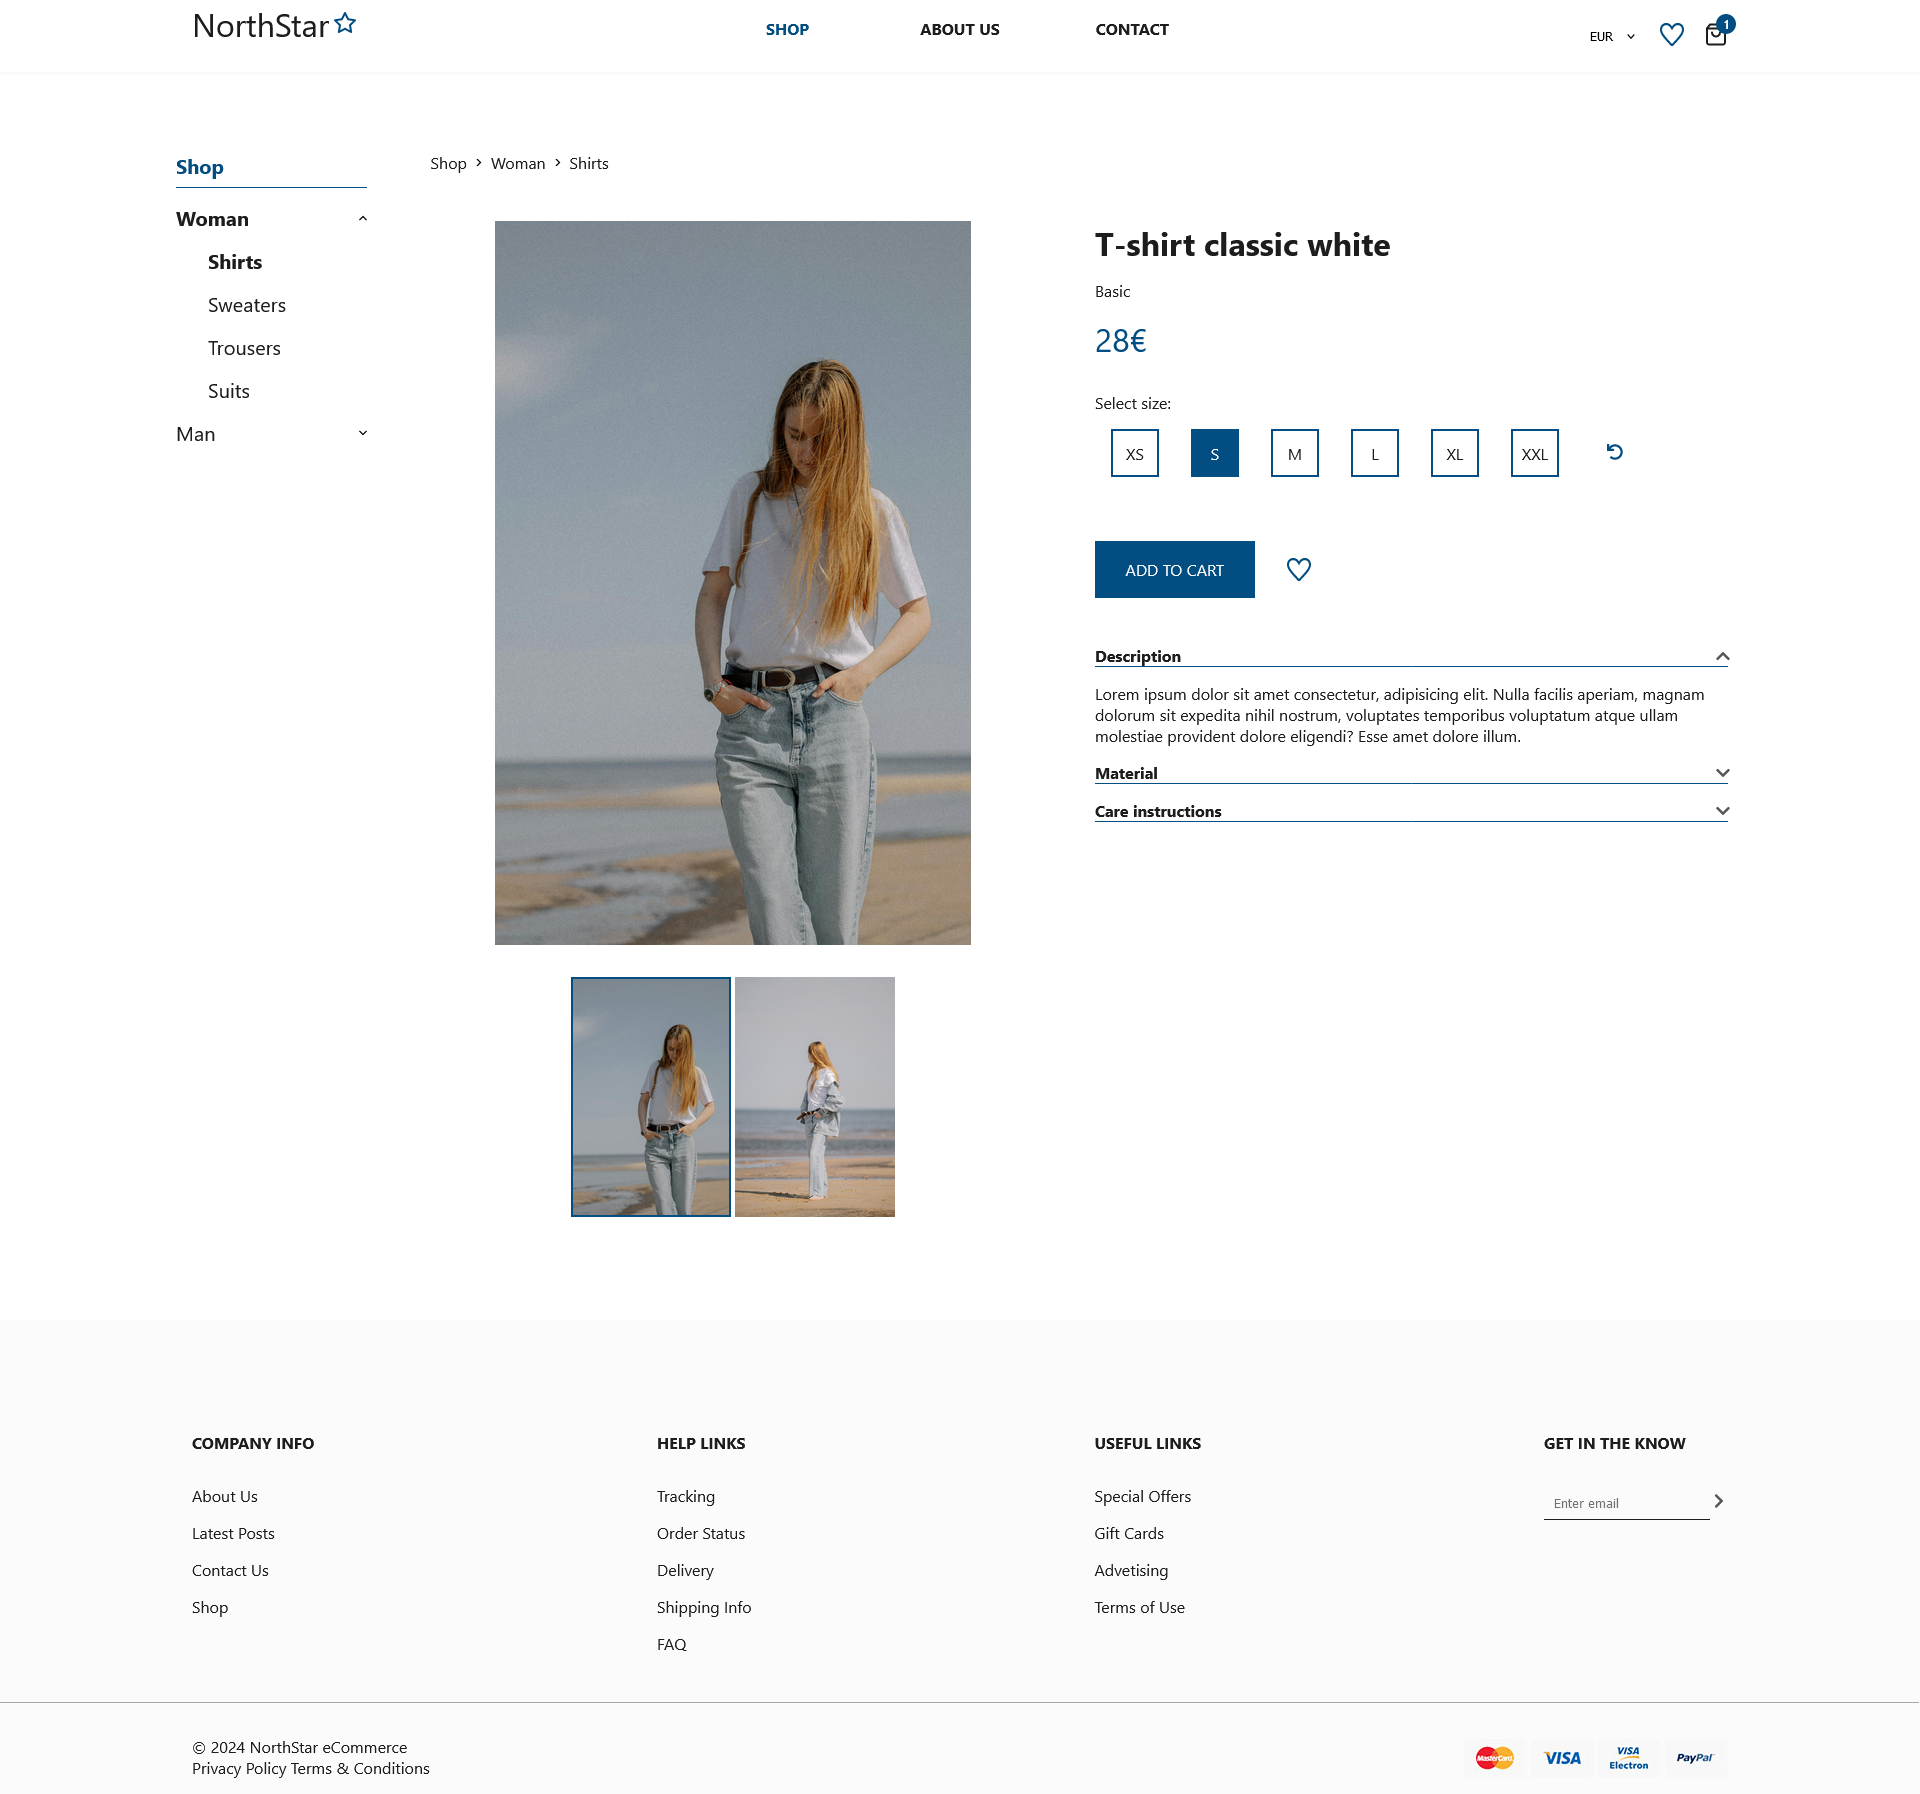 NorthStar
SHOP
ABOUT US
CONTACT
EUR
1
Shop
Woman
Shirts
Sweaters
Trousers
Suits
Man
Shop
Woman
Shirts
T-shirt classic white
Basic
28€
Select size:
XS
S
M
L
XL
XXL
ADD TO CART
Description
Lorem ipsum dolor sit amet consectetur, adipisicing elit. Nulla facilis aperiam, magnam
dolorum sit expedita nihil nostrum, voluptates temporibus voluptatum atque ullam
molestiae provident dolore eligendi? Esse amet dolore illum.
Material
Care instructions
COMPANY INFO
About Us
Latest Posts
Contact Us
Shop
HELP LINKS
Tracking
Order Status
Delivery
Shipping Info
FAQ
USEFUL LINKS
Special Offers
Gift Cards
Advetising
Terms of Use
GET IN THE KNOW
Enter email
© 2024 NorthStar eCommerce
Privacy Policy Terms & Conditions
MasterCard
VISA
VISA
Electron
PayPal